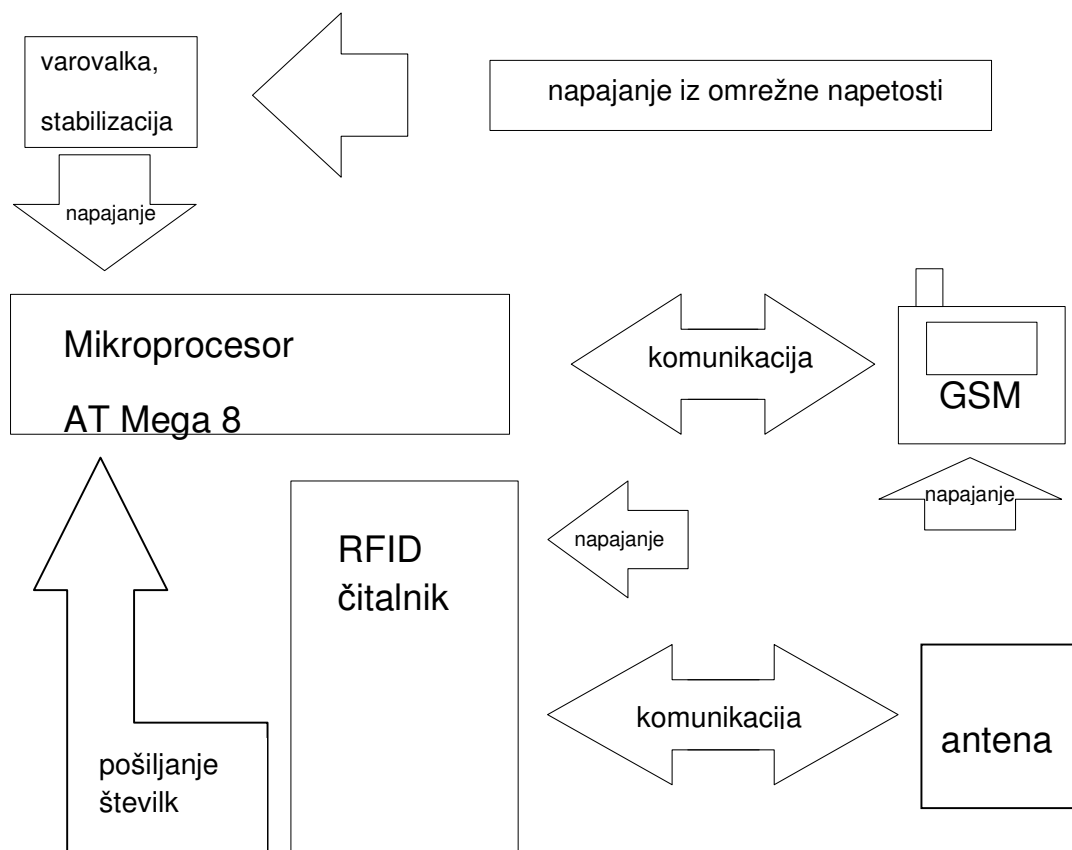 varovalka,
stabilizacija
napajanje iz omrežne napetosti
napajanje
Mikroprocesor
AT Mega 8
komunikacija
GSM
napajanje
RFID
čitalnik
napajanje
komunikacija
antena
pošiljanje
številk